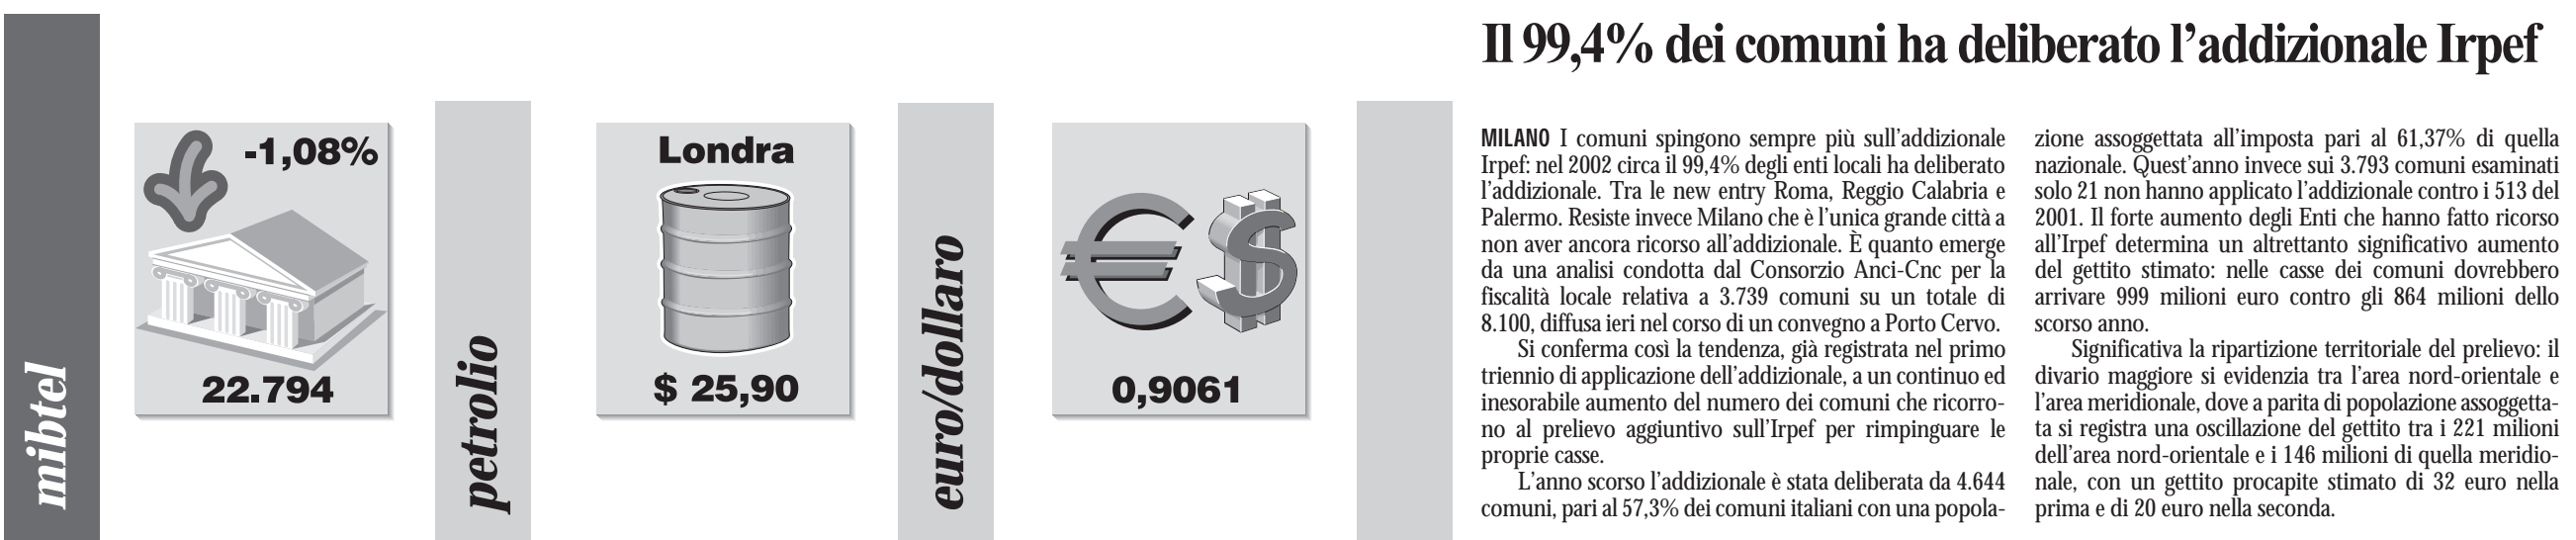 mibtel
-1,08%
22.794
petrolio
Londra
$ 25,90
euro/dollaro
€ $
0,9061
Il 99,4% dei comuni ha deliberato l'addizionale Irpef
MILANO I comuni spingono sempre più sull'addizionale
Irpef: nel 2002 circa il 99,4% degli enti locali ha deliberato
l'addizionale. Tra le new entry Roma, Reggio Calabria e
Palermo. Resiste invece Milano che è l'unica grande città a
non aver ancora ricorso all'addizionale. È quanto emerge
da una analisi condotta dal Consorzio Anci-Cnc per la
fiscalità locale relativa a 3.739 comuni su un totale di
8.100, diffusa ieri nel corso di un convegno a Porto Cervo.
Si conferma così la tendenza, già registrata nel primo
triennio di applicazione dell'addizionale, a un continuo ed
inesorabile aumento del numero dei comuni che ricorro-
no al prelievo aggiuntivo sull'Irpef per rimpinguare le
proprie casse.
L'anno scorso l'addizionale è stata deliberata da 4.644
comuni, pari al 57,3% dei comuni italiani con una popola-
zione assoggettata all'imposta pari al 61,37% di quella
nazionale. Quest'anno invece sui 3.793 comuni esaminati
solo 21 non hanno applicato l'addizionale contro i 513 del
2001. Il forte aumento degli Enti che hanno fatto ricorso
all'Irpef determina un altrettanto significativo aumento
del gettito stimato: nelle casse dei comuni dovrebbero
arrivare 999 milioni euro contro gli 864 milioni dello
scorso anno.
Significativa la ripartizione territoriale del prelievo: il
divario maggiore si evidenzia tra l'area nord-orientale e
l'area meridionale, dove a parita di popolazione assoggetta-
ta si registra una oscillazione del gettito tra i 221 milioni
dell'area nord-orientale e i 146 milioni di quella meridio-
nale, con un gettito procapite stimato di 32 euro nella
prima e di 20 euro nella seconda.